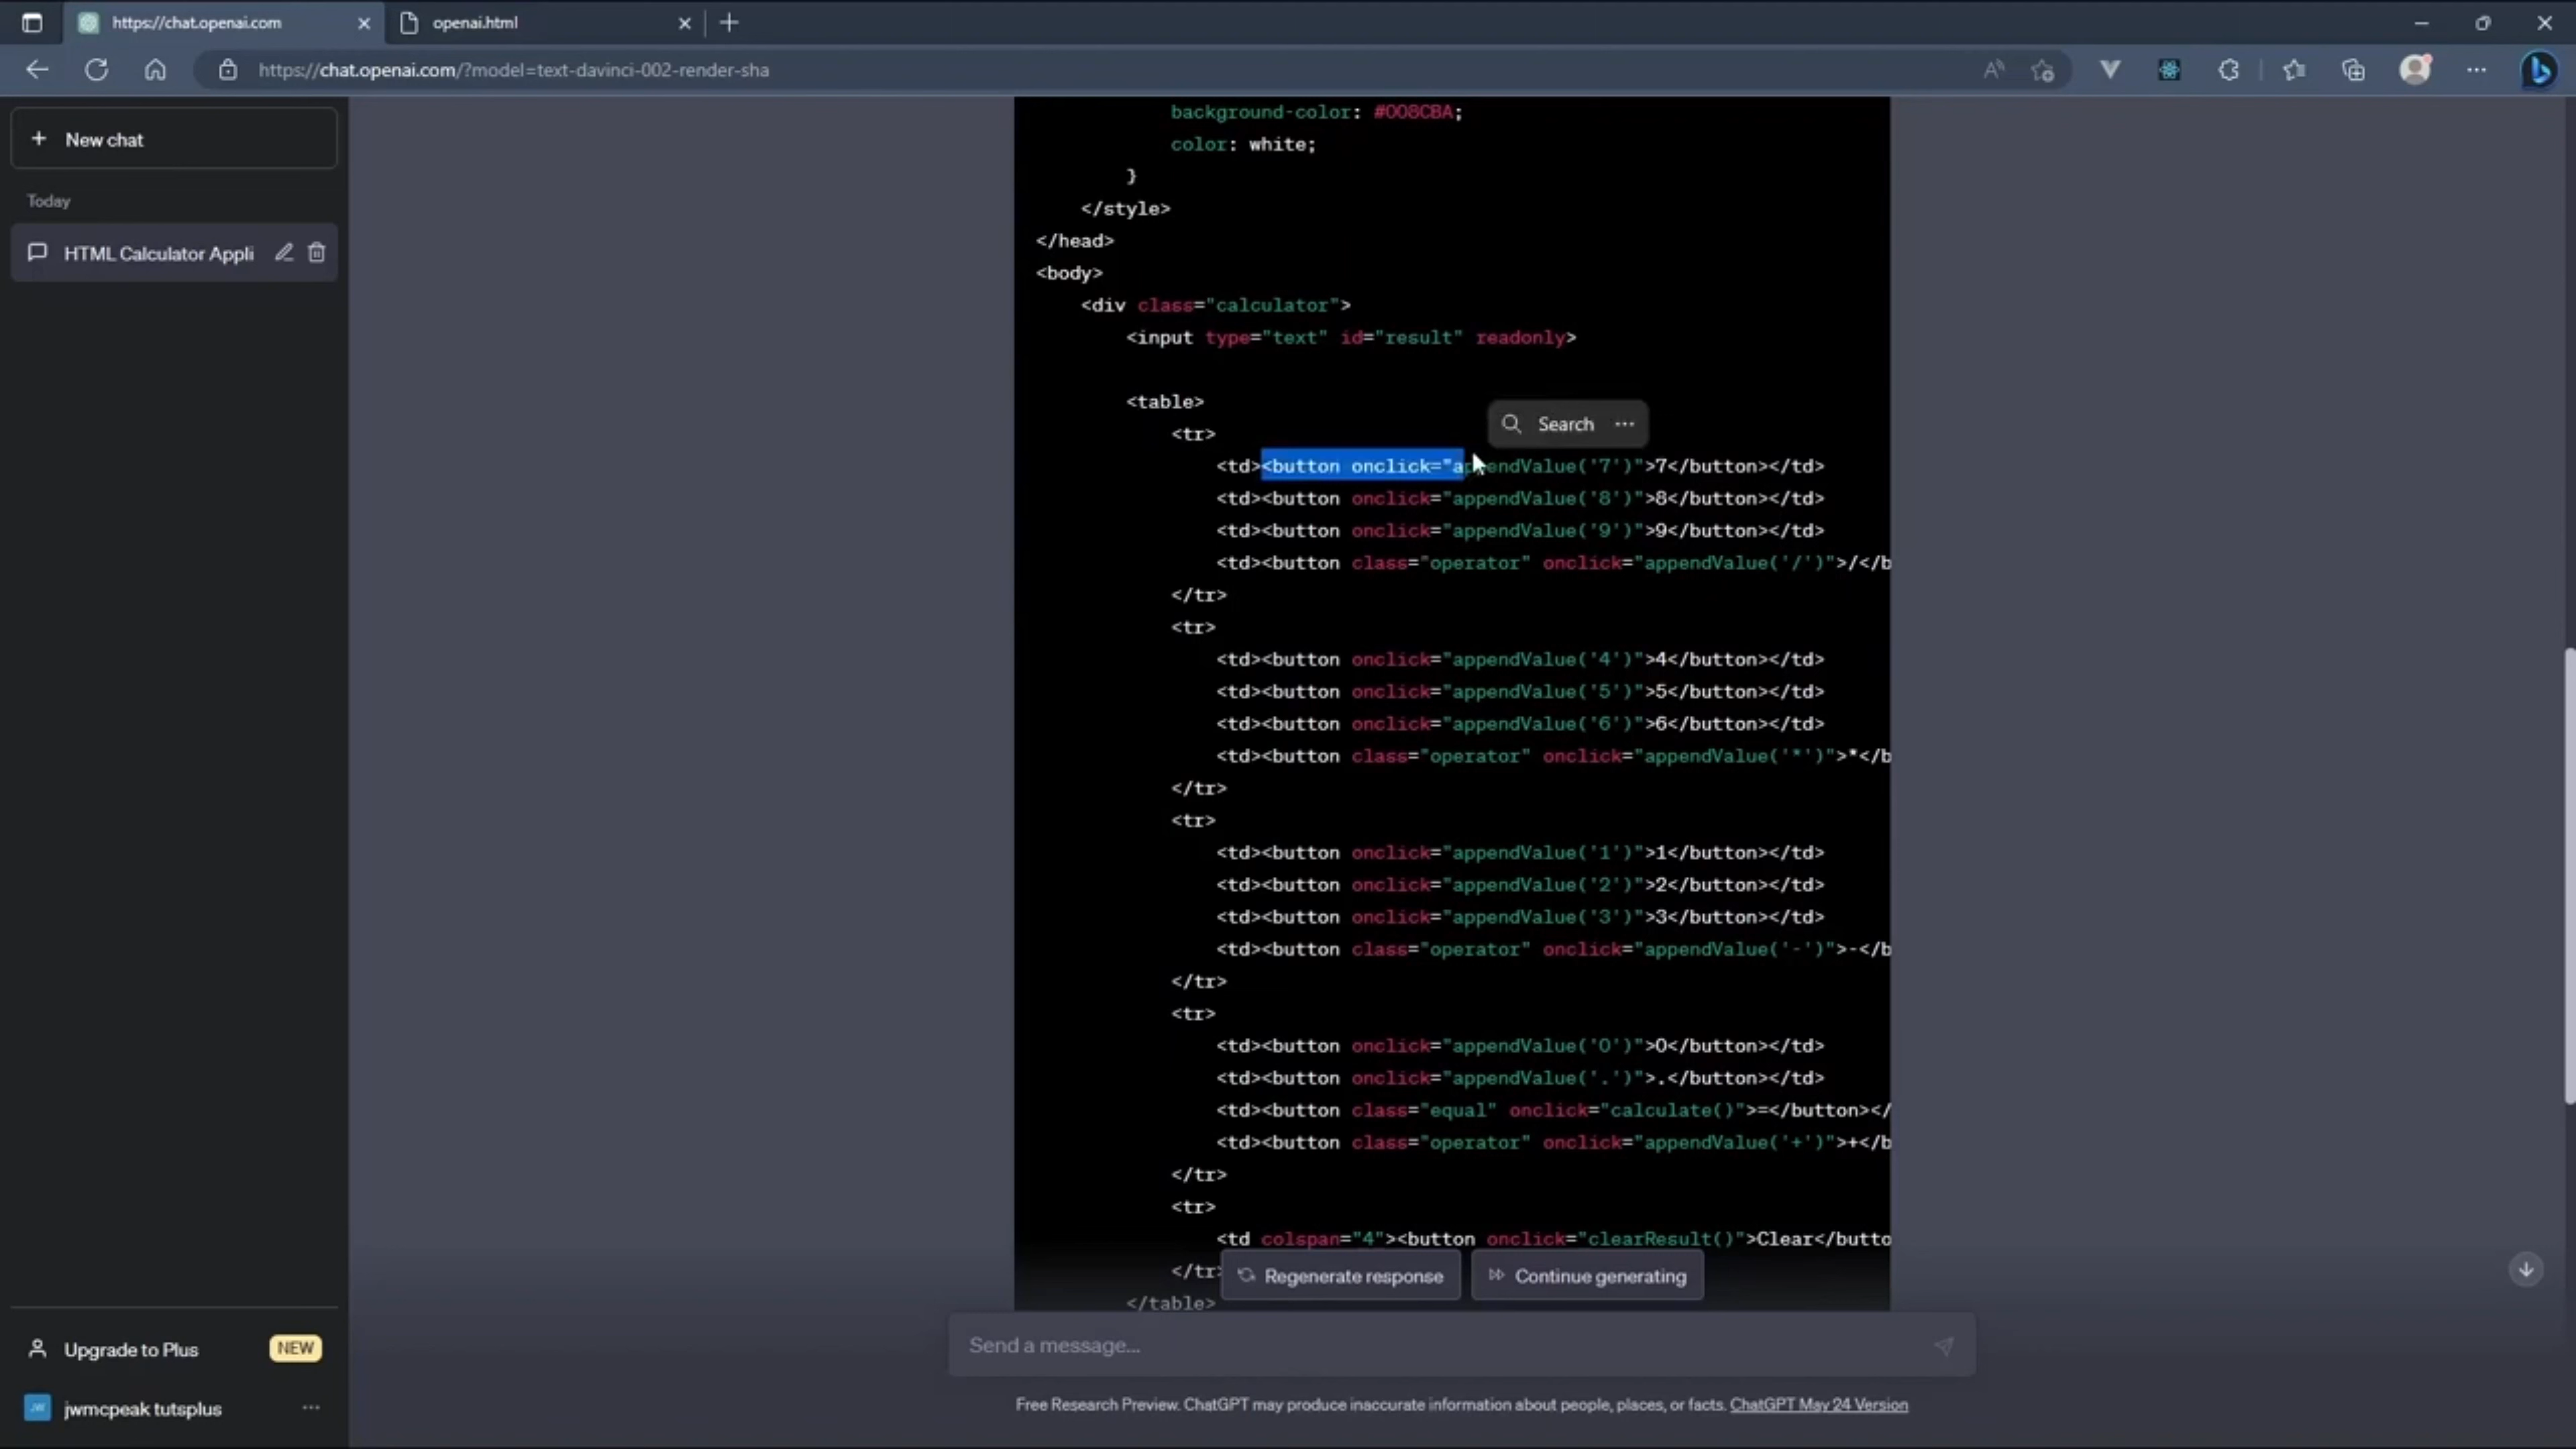 https://chat.openai.com
openai.html
https://chat.openai.com/?model=text-davinci-002-render-sha
New chat
Today
HTML Calculator Appli
background-color: #008CBA;
color: white;
}
</style>
</head>
<body>
<div class="calculator">
<input type="text" id="result" readonly>
<table>
Search
<tr>
<td><button onclick="appendValue('7')">7</button></td>
<td><button onclick="appendValue('8')">8</button></td>
<td><button onclick="appendValue('9')">9</button></td>
<td><button class="operator" onclick="appendValue('/')">/</b
</tr>
<tr>
<td><button onclick="appendValue('4')">4</button></td>
<td><button onclick="appendValue('5')">5</button></td>
<td><button onclick="appendValue('6')">6</button></td>
<td><button class="operator" onclick="appendValue('*')">*</b
</tr>
<tr>
<td><button onclick="appendValue('1')">1</button></td>
<td><button onclick="appendValue('2')">2</button></td>
<td><button onclick="appendValue('3')">3</button></td>
<td><button class="operator" onclick="appendValue('-')">-</b
</tr>
<tr>
<td><button onclick="appendValue('0')">0</button></td>
<td><button onclick="appendValue('.')">.</button></td>
<td><button class="equal" onclick="calculate()">=</button></
<td><button class="operator" onclick="appendValue('+')">+</b
</tr>
<tr>
<td colspan="4"><button onclick="clearResult()">Clear</butto
</tr>
Regenerate response
Continue generating
</table>
Send a message...
Free Research Preview. ChatGPT may produce inaccurate information about people, places, or facts. ChatGPT May 24 Version
Upgrade to Plus
NEW
JW
jwmcpeak tutsplus